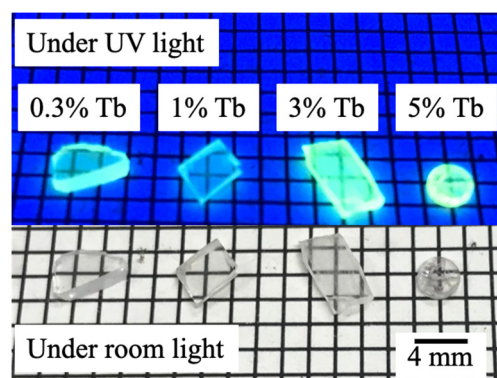 Under UV light
0.3% Tb 1% Tb 3% Tb 5% Tb
Under room light
4 mm